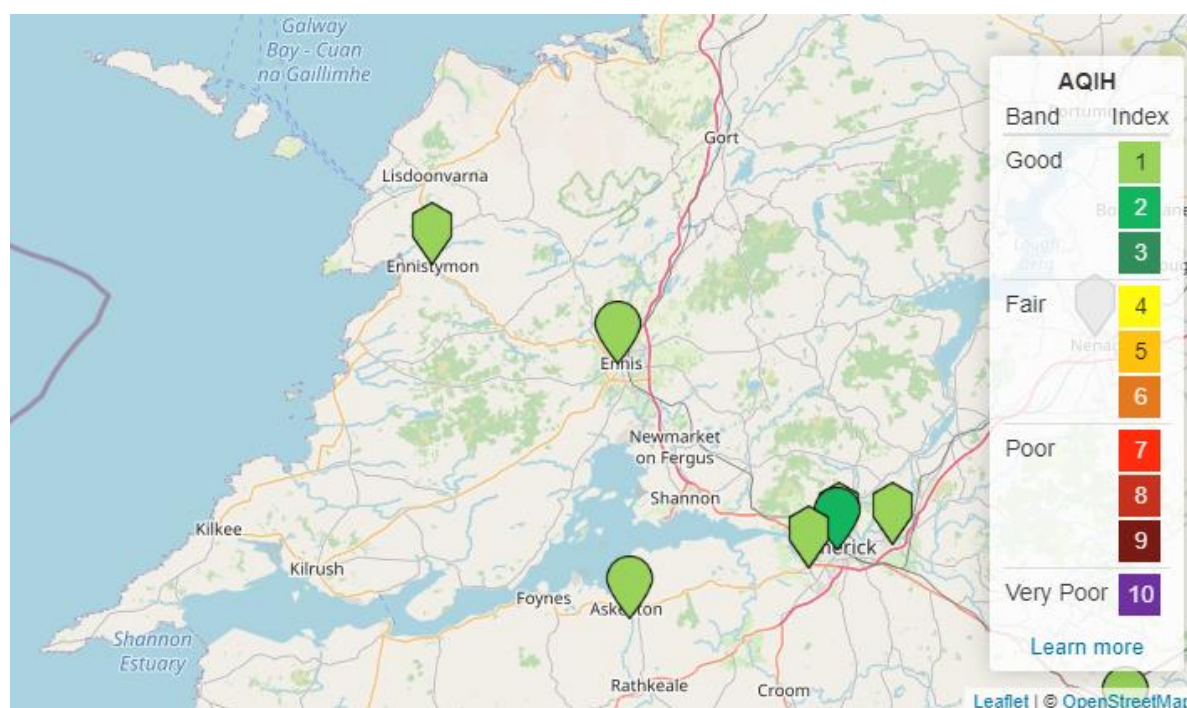 Galway
Bay - Cuan
na Gaillimhe
Gort
Lisdoonvarna
Ennistymon
Ennis
Newmarket
on Fergus
Shannon
Kilkee
Kilrush
Foynes
Shannon
Estuary
Rathkeale
Croom
AQIH
Band Index
Good 1
2
3
Fair 4
5
6
Poor 7
8
9
Very Poor 10
Learn more
Leaflet | © OpenStreetMap